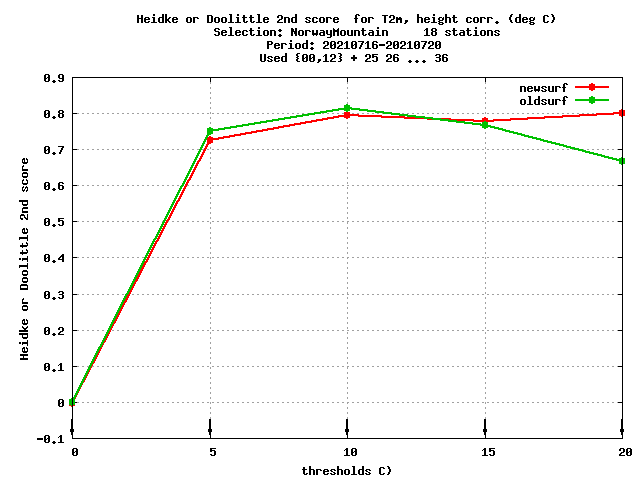 Heidke or Doolittle 2nd score  for T2m, height corr. (deg C)
Selection: NorwayMountain     18 stations
Period: 20210716-20210720
Used {00,12} + 25 26 ... 36
newsurf
oldsurf
Heidke or Doolittle 2nd score
0.9
0.8
0.7
0.6
0.5
0.4
0.3
0.2
0.1
0
-0.1
0 5 10 15 20
thresholds C)